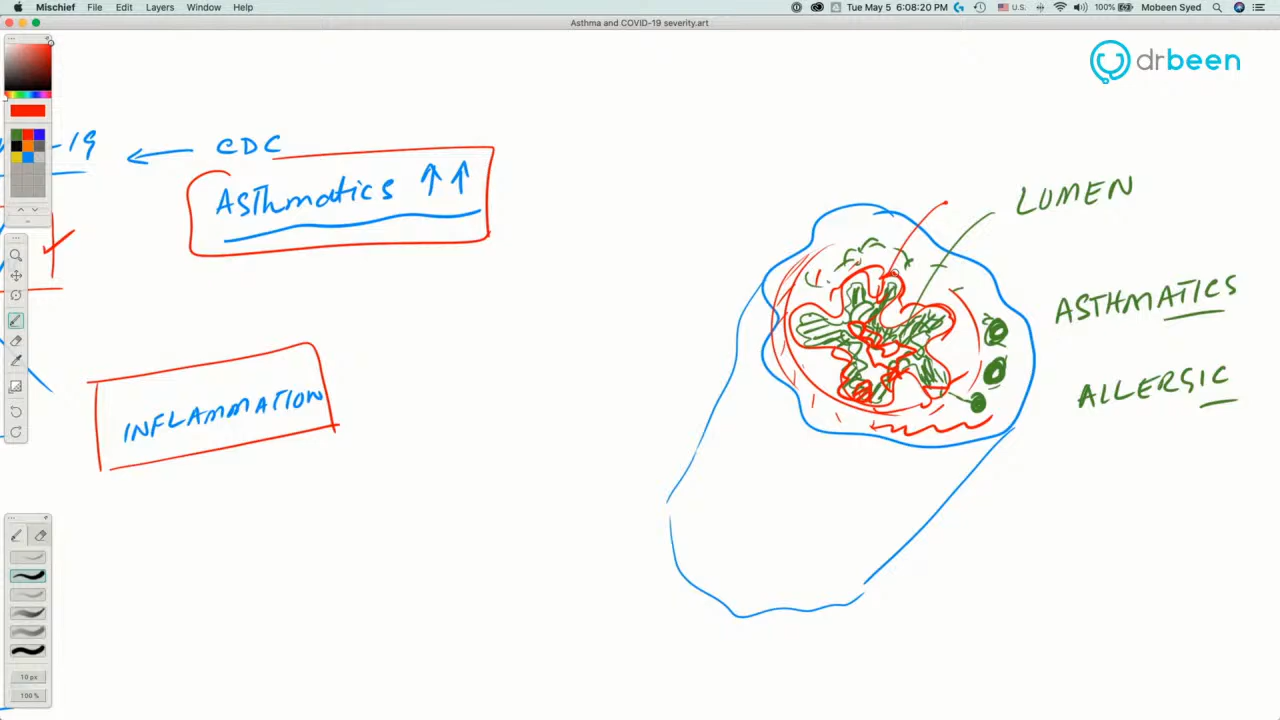 Mischief File Edit Layers Window Help
U.S. 100% Tue May 5 6:08:20 PM Mobeen Syed
Asthma and COVID-19 severity.art
drbeen
-19 ← CDC
Asthmatics ↑↑
LUMEN
ASTHMATICS
ALLERGIC
INFLAMMATION
10 px
100 %